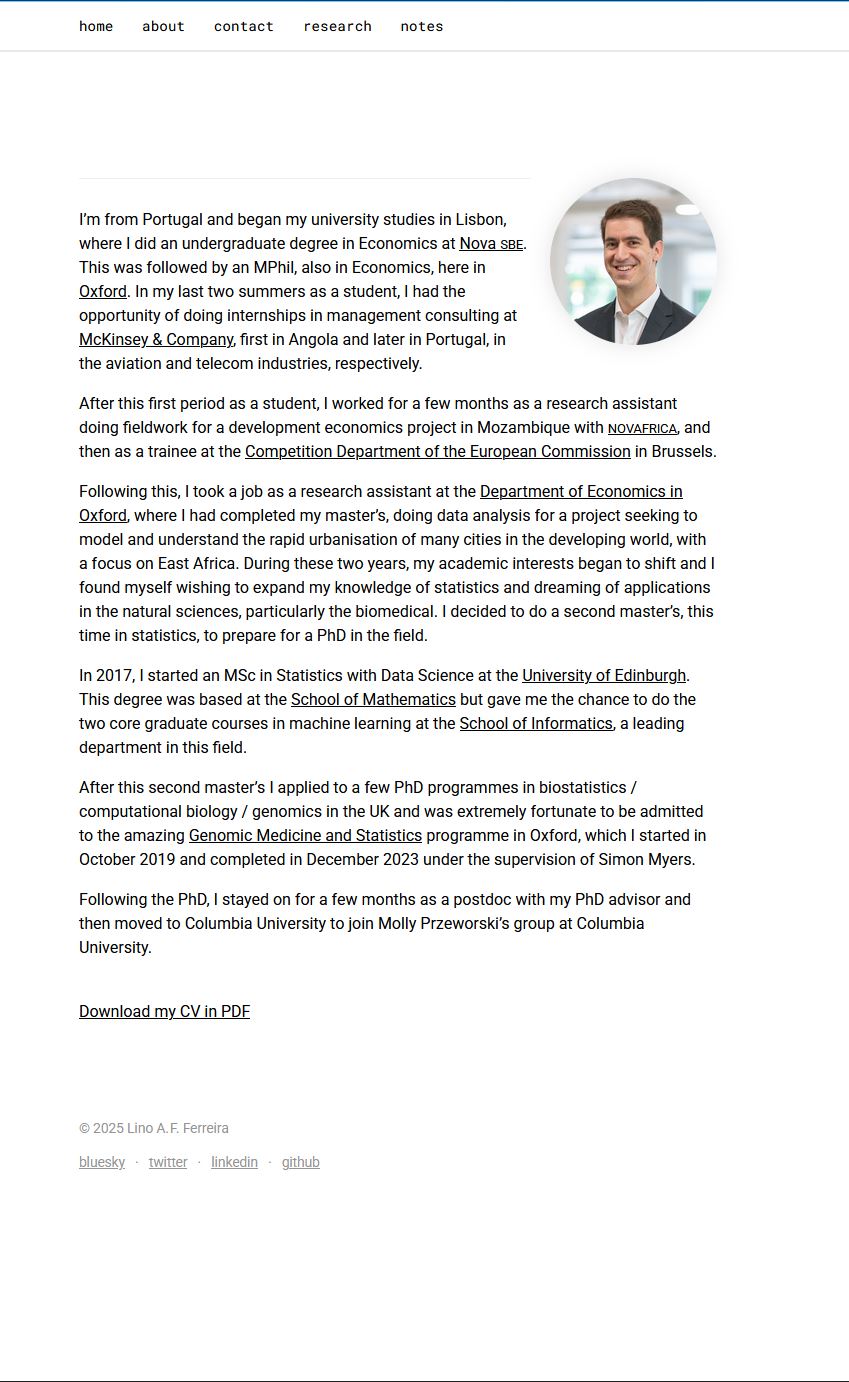 home about contact research notes
I’m from Portugal and began my university studies in Lisbon,
where I did an undergraduate degree in Economics at Nova SBE.
This was followed by an MPhil, also in Economics, here in
Oxford. In my last two summers as a student, I had the
opportunity of doing internships in management consulting at
McKinsey & Company, first in Angola and later in Portugal, in
the aviation and telecom industries, respectively.
After this first period as a student, I worked for a few months as a research assistant
doing fieldwork for a development economics project in Mozambique with NOVAFRICA, and
then as a trainee at the Competition Department of the European Commission in Brussels.
Following this, I took a job as a research assistant at the Department of Economics in
Oxford, where I had completed my master’s, doing data analysis for a project seeking to
model and understand the rapid urbanisation of many cities in the developing world, with
a focus on East Africa. During these two years, my academic interests began to shift and I
found myself wishing to expand my knowledge of statistics and dreaming of applications
in the natural sciences, particularly the biomedical. I decided to do a second master’s, this
time in statistics, to prepare for a PhD in the field.
In 2017, I started an MSc in Statistics with Data Science at the University of Edinburgh.
This degree was based at the School of Mathematics but gave me the chance to do the
two core graduate courses in machine learning at the School of Informatics, a leading
department in this field.
After this second master’s I applied to a few PhD programmes in biostatistics /
computational biology / genomics in the UK and was extremely fortunate to be admitted
to the amazing Genomic Medicine and Statistics programme in Oxford, which I started in
October 2019 and completed in December 2023 under the supervision of Simon Myers.
Following the PhD, I stayed on for a few months as a postdoc with my PhD advisor and
then moved to Columbia University to join Molly Przeworski’s group at Columbia
University.
Download my CV in PDF
© 2025 Lino A.F. Ferreira
bluesky · twitter · linkedin · github